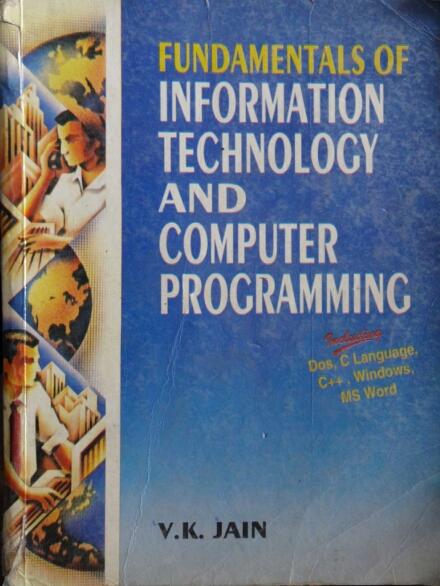 FUNDAMENTALS OF
INFORMATION
TECHNOLOGY
AND
COMPUTER
PROGRAMMING
Including
Dos, C Language,
C++, Windows,
MS Word
V.K. JAIN